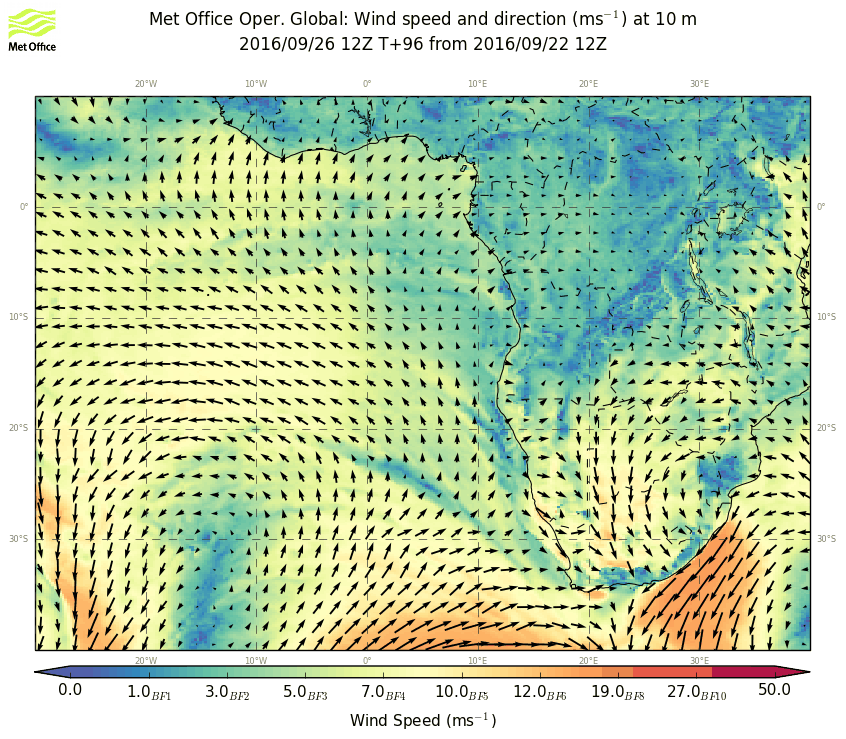 Met Office Oper. Global: Wind speed and direction (ms⁻¹) at 10 m
2016/09/26 12Z T+96 from 2016/09/22 12Z
Met Office
20°W 10°W 0° 10°E 20°E 30°E
0° 0°
10°S 10°S
20°S 20°S
30°S 30°S
20°W 10°W 0° 10°E 20°E 30°E
0.0 1.0BF1 3.0BF2 5.0BF3 7.0BF4 10.0BF5 12.0BF6 19.0BF8 27.0BF10 50.0
Wind Speed (ms⁻¹)